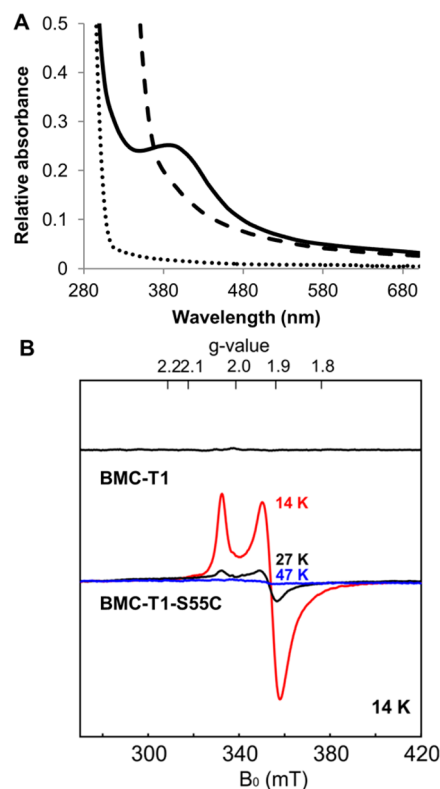 A
Relative absorbance
0.5
0.4
0.3
0.2
0.1
0
280 380 480 580 680
Wavelength (nm)
B
g-value
2.22.1 2.0 1.9 1.8
BMC-T1
14 K
27 K
47 K
BMC-T1-S55C
14 K
300 340 380 420
B₀ (mT)